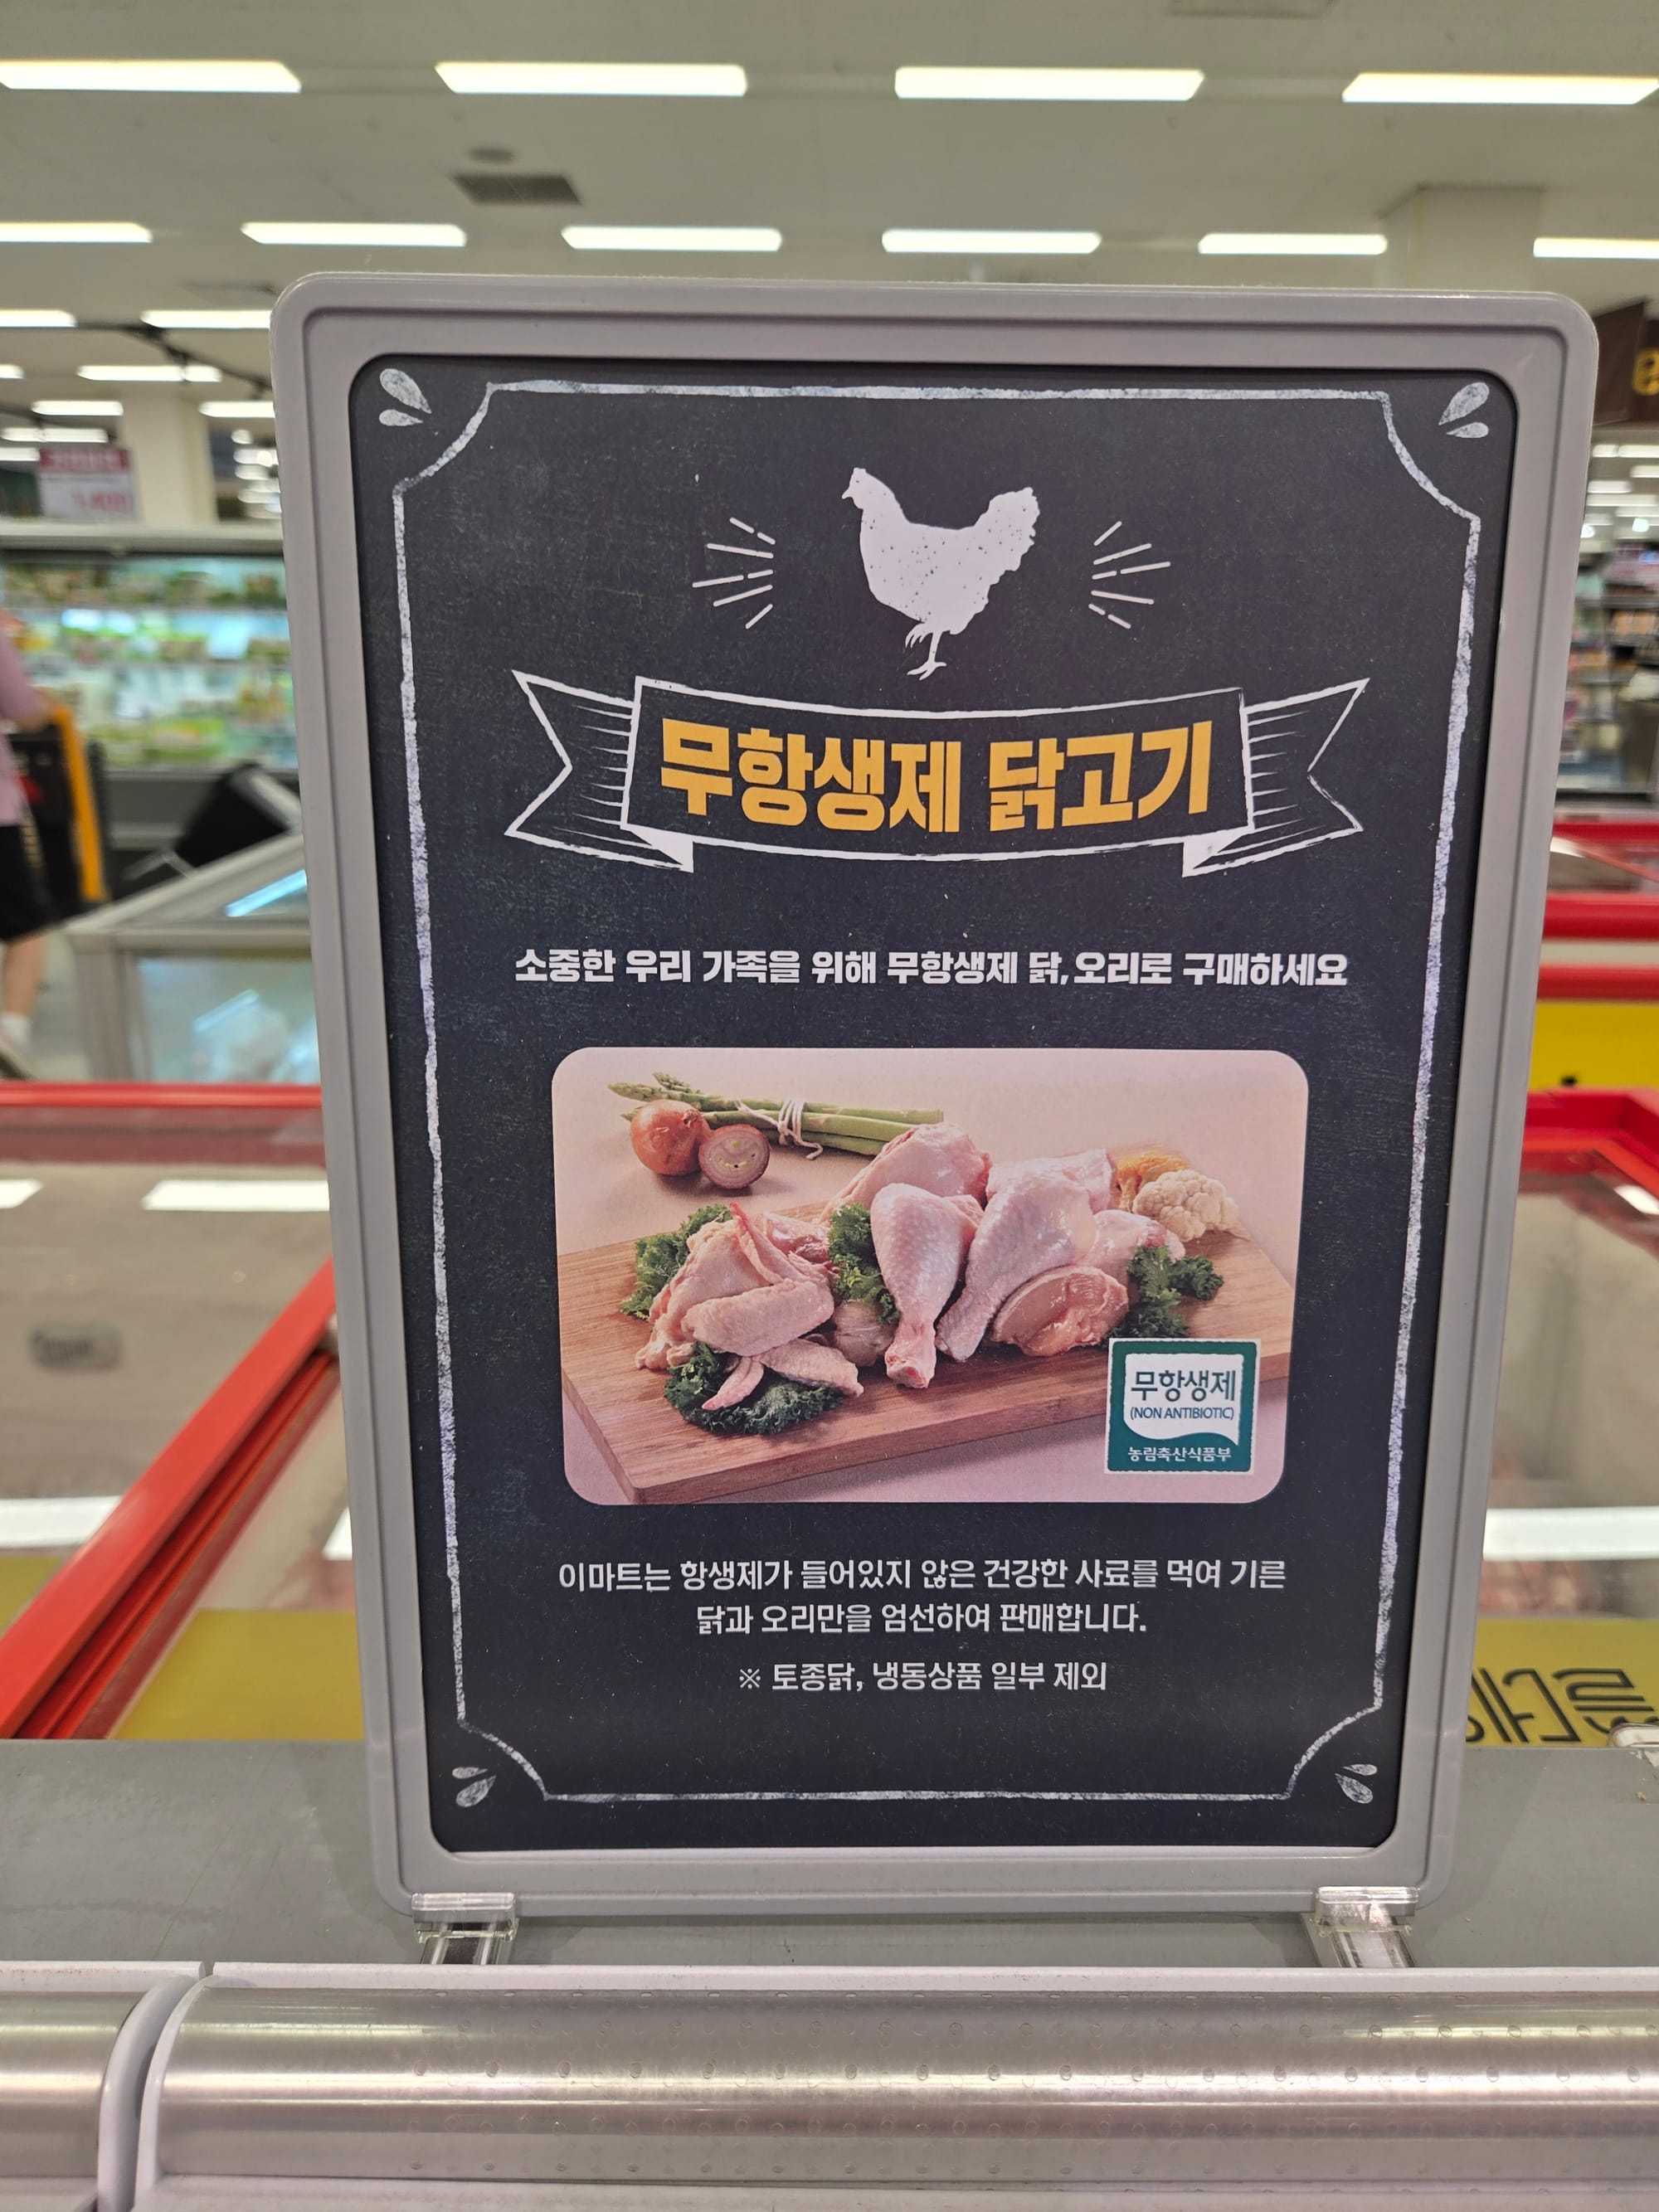 무항생제 닭고기
소중한 우리 가족을 위해 무항생제 닭,오리로 구매하세요
무항생제
(NON ANTIBIOTIC)
농림축산식품부
이마트는 항생제가 들어있지 않은 건강한 사료를 먹여 기른
닭과 오리만을 엄선하여 판매합니다.
※ 토종닭, 냉동상품 일부 제외